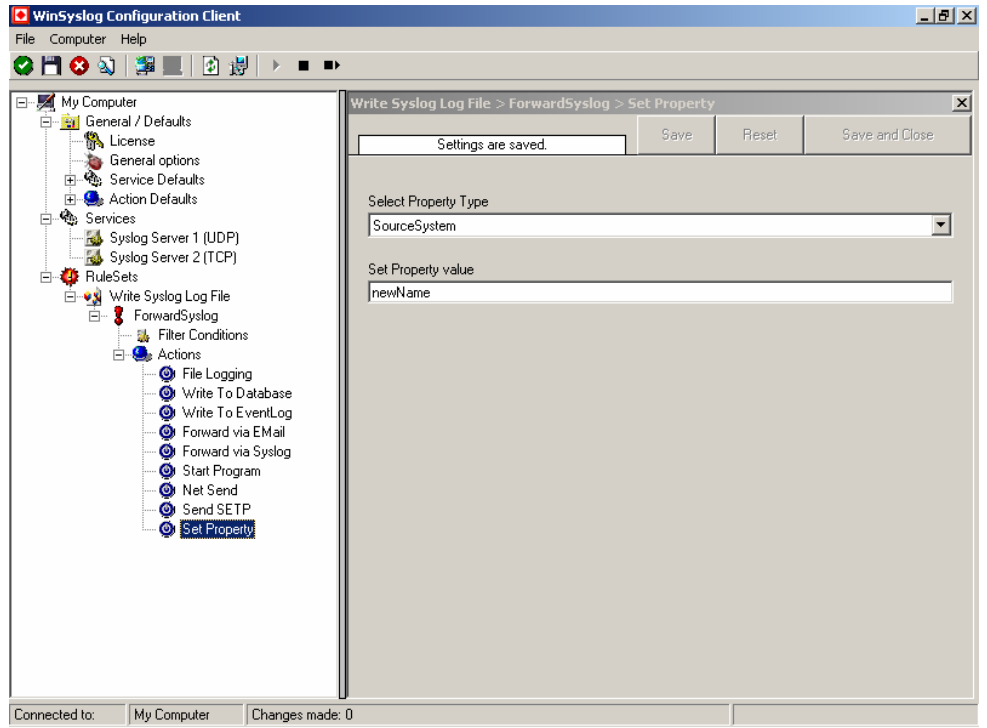 WinSyslog Configuration Client
File Computer Help
My Computer
General / Defaults
License
General options
Service Defaults
Action Defaults
Services
Syslog Server 1 (UDP)
Syslog Server 2 (TCP)
RuleSets
Write Syslog Log File
ForwardSyslog
Filter Conditions
Actions
File Logging
Write To Database
Write To EventLog
Forward via EMail
Forward via Syslog
Start Program
Net Send
Send SETP
Set Property
Write Syslog Log File > ForwardSyslog > Set Property
Settings are saved. Save Reset Save and Close
Select Property Type
SourceSystem
Set Property value
newName
Connected to: My Computer Changes made: 0